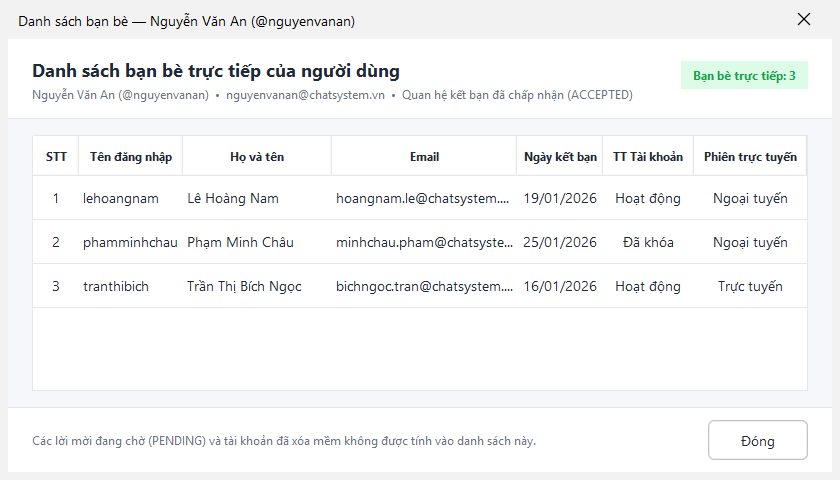 Danh sách bạn bè — Nguyễn Văn An (@nguyenvanan)
Danh sách bạn bè trực tiếp của người dùng
Bạn bè trực tiếp: 3
Nguyễn Văn An (@nguyenvanan) • nguyenvanan@chatsystem.vn • Quan hệ kết bạn đã chấp nhận (ACCEPTED)
STT Tên đăng nhập Họ và tên Email Ngày kết bạn TT Tài khoản Phiên trực tuyến
1 lehoangnam Lê Hoàng Nam hoangnam.le@chatsystem.... 19/01/2026 Hoạt động Ngoại tuyến
2 phamminhchau Phạm Minh Châu minhchau.pham@chatsyste... 25/01/2026 Đã khóa Ngoại tuyến
3 tranthibich Trần Thị Bích Ngọc bichngoc.tran@chatsystem.... 16/01/2026 Hoạt động Trực tuyến
Các lời mời đang chờ (PENDING) và tài khoản đã xóa mềm không được tính vào danh sách này.
Đóng